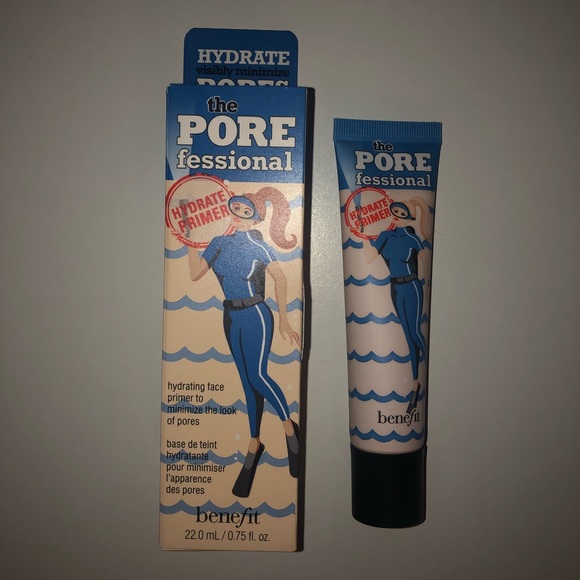 HYDRATE
visibly minimize
PORES
the
PORE
fessional
HYDRATE
PRIMER
hydrating face
primer to
minimize the look
of pores
base de teint
hydratante
pour minimiser
l'apparence
des pores
benefit
22.0 mL / 0.75 fl. oz.
the
PORE
fessional
HYDRATE
PRIMER
benefit